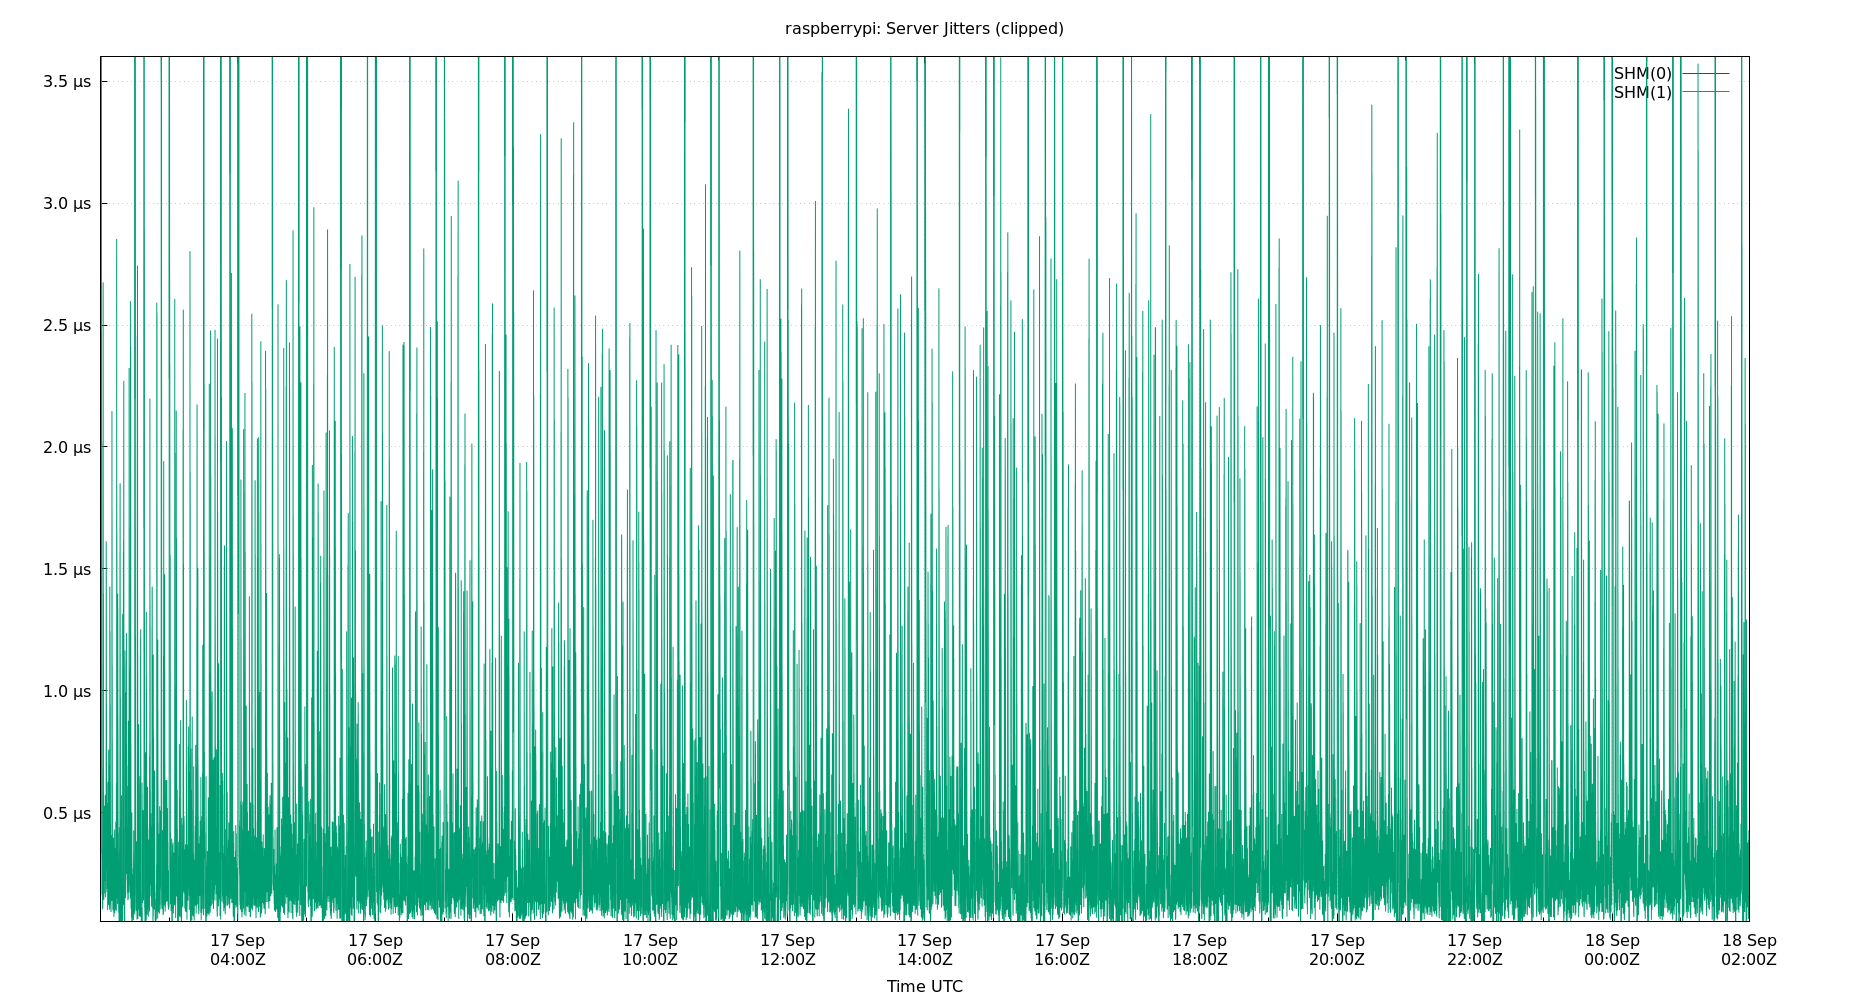 raspberrypi: Server Jitters (clipped)
SHM(0)
SHM(1)
3.5 µs
3.0 µs
2.5 µs
2.0 µs
1.5 µs
1.0 µs
0.5 µs
17 Sep 17 Sep 17 Sep 17 Sep 17 Sep 17 Sep 17 Sep 17 Sep 17 Sep 17 Sep 18 Sep 18 Sep
04:00Z 06:00Z 08:00Z 10:00Z 12:00Z 14:00Z 16:00Z 18:00Z 20:00Z 22:00Z 00:00Z 02:00Z
Time UTC